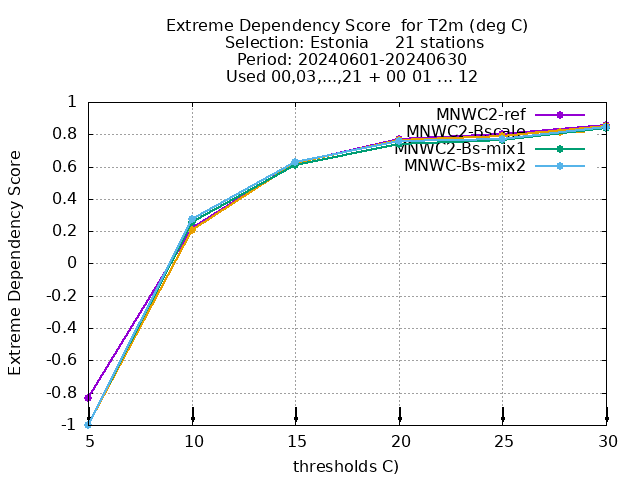 Extreme Dependency Score  for T2m (deg C)
Selection: Estonia     21 stations
Period: 20240601-20240630
Used 00,03,...,21 + 00 01 ... 12
Extreme Dependency Score
1
0.8
0.6
0.4
0.2
0
-0.2
-0.4
-0.6
-0.8
-1
MNWC2-ref
MNWC2-Bscale
MNWC2-Bs-mix1
MNWC-Bs-mix2
5 10 15 20 25 30
thresholds C)